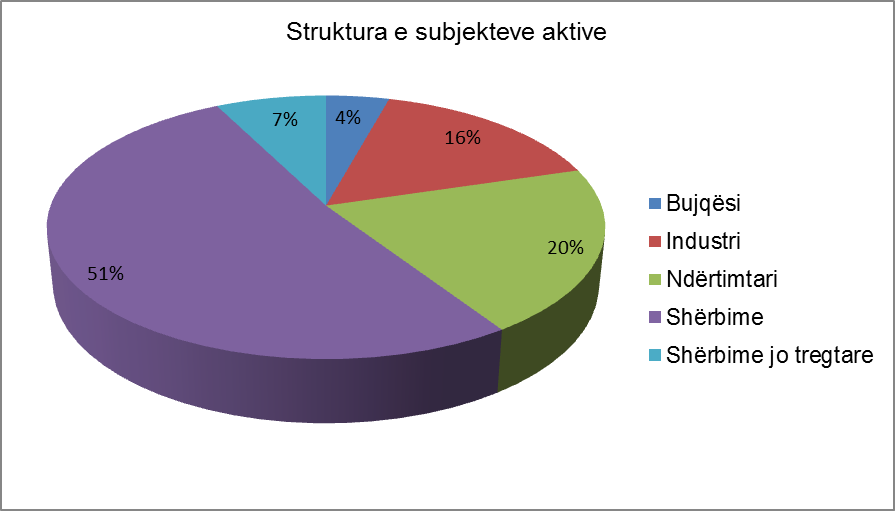 Struktura e subjekteve aktive
7%
4%
16%
20%
51%
Bujqësi
Industri
Ndërtimtari
Shërbime
Shërbime jo tregtare